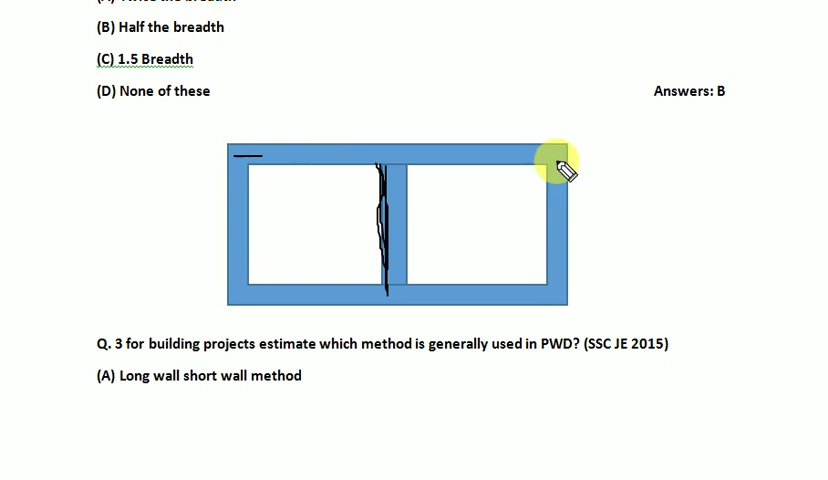 (B) Half the breadth
(C) 1.5 Breadth
(D) None of these
Answers: B
Q. 3 for building projects estimate which method is generally used in PWD? (SSC JE 2015)
(A) Long wall short wall method